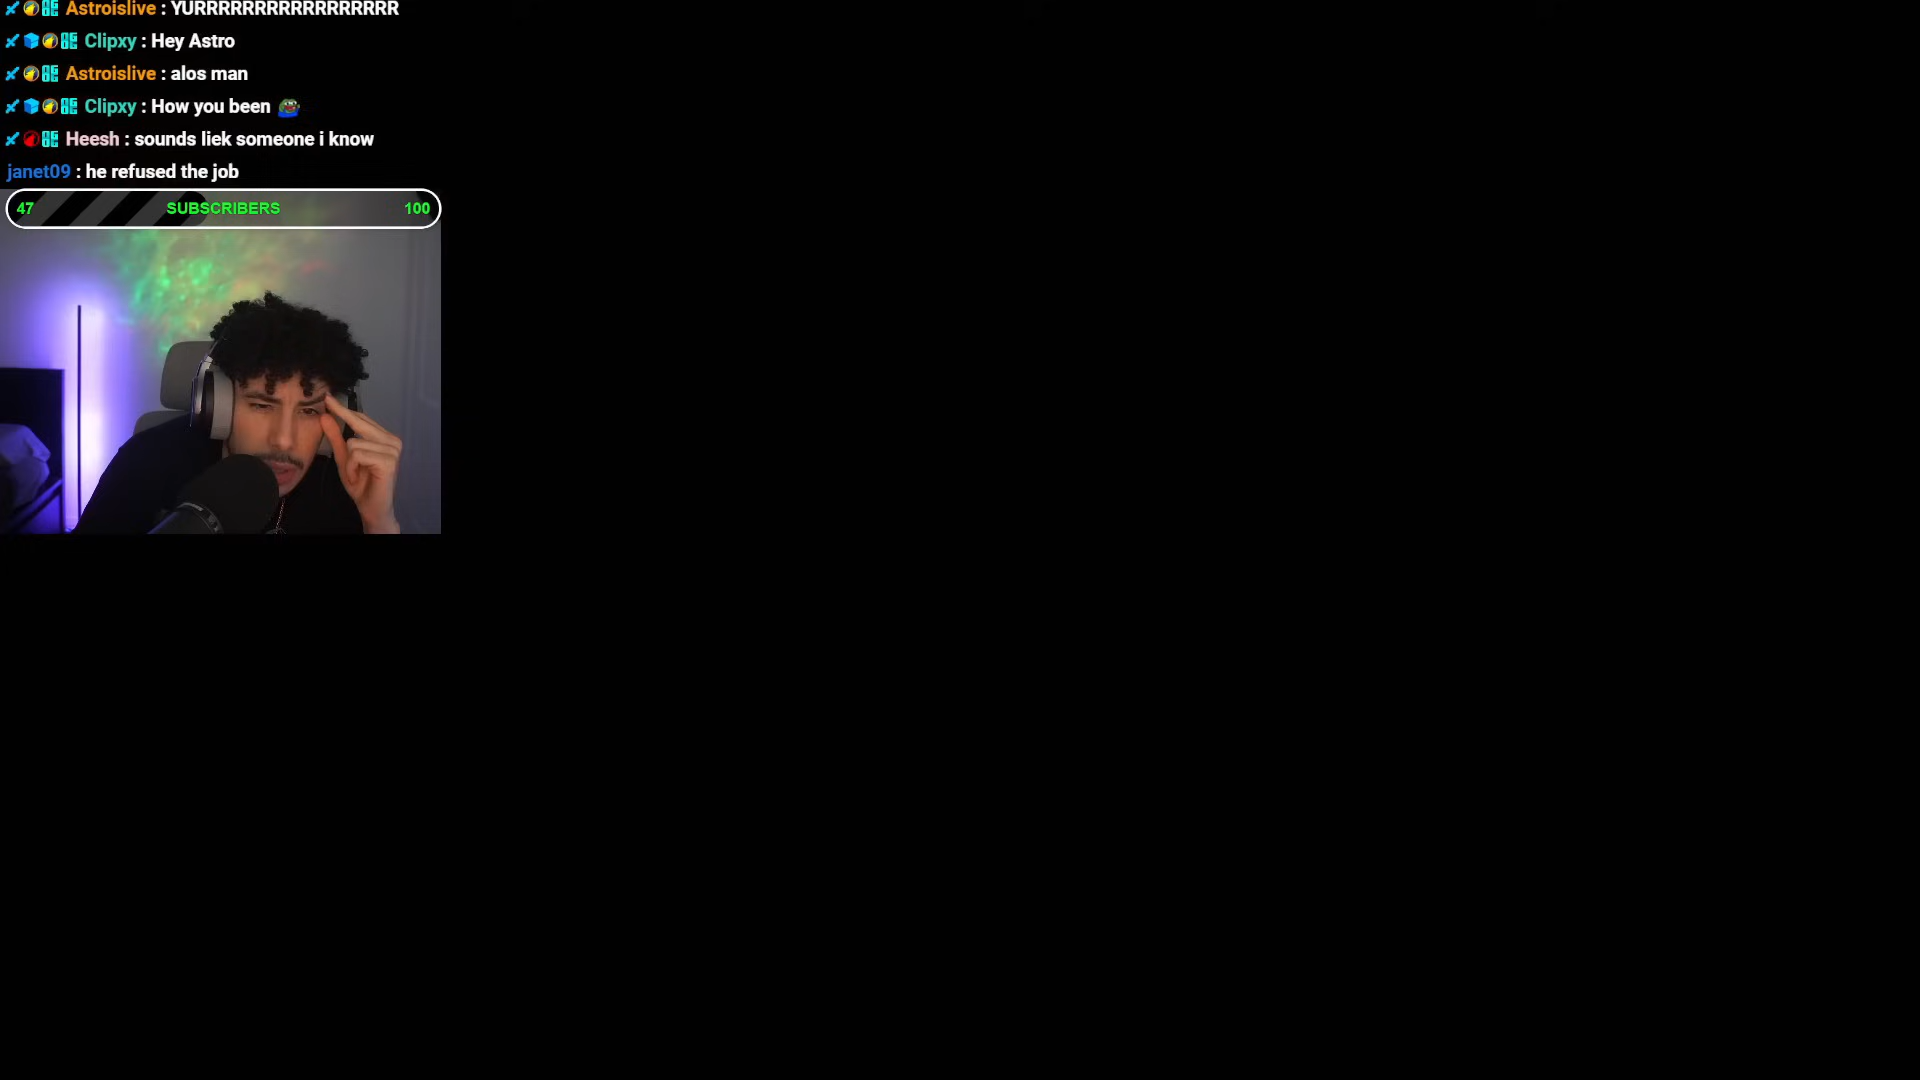 Astroislive : YURRRRRRRRRRRRRRRRR
Clipxy : Hey Astro
Astroislive : alos man
Clipxy : How you been
Heesh : sounds liek someone i know
janet09 : he refused the job
47 SUBSCRIBERS 100